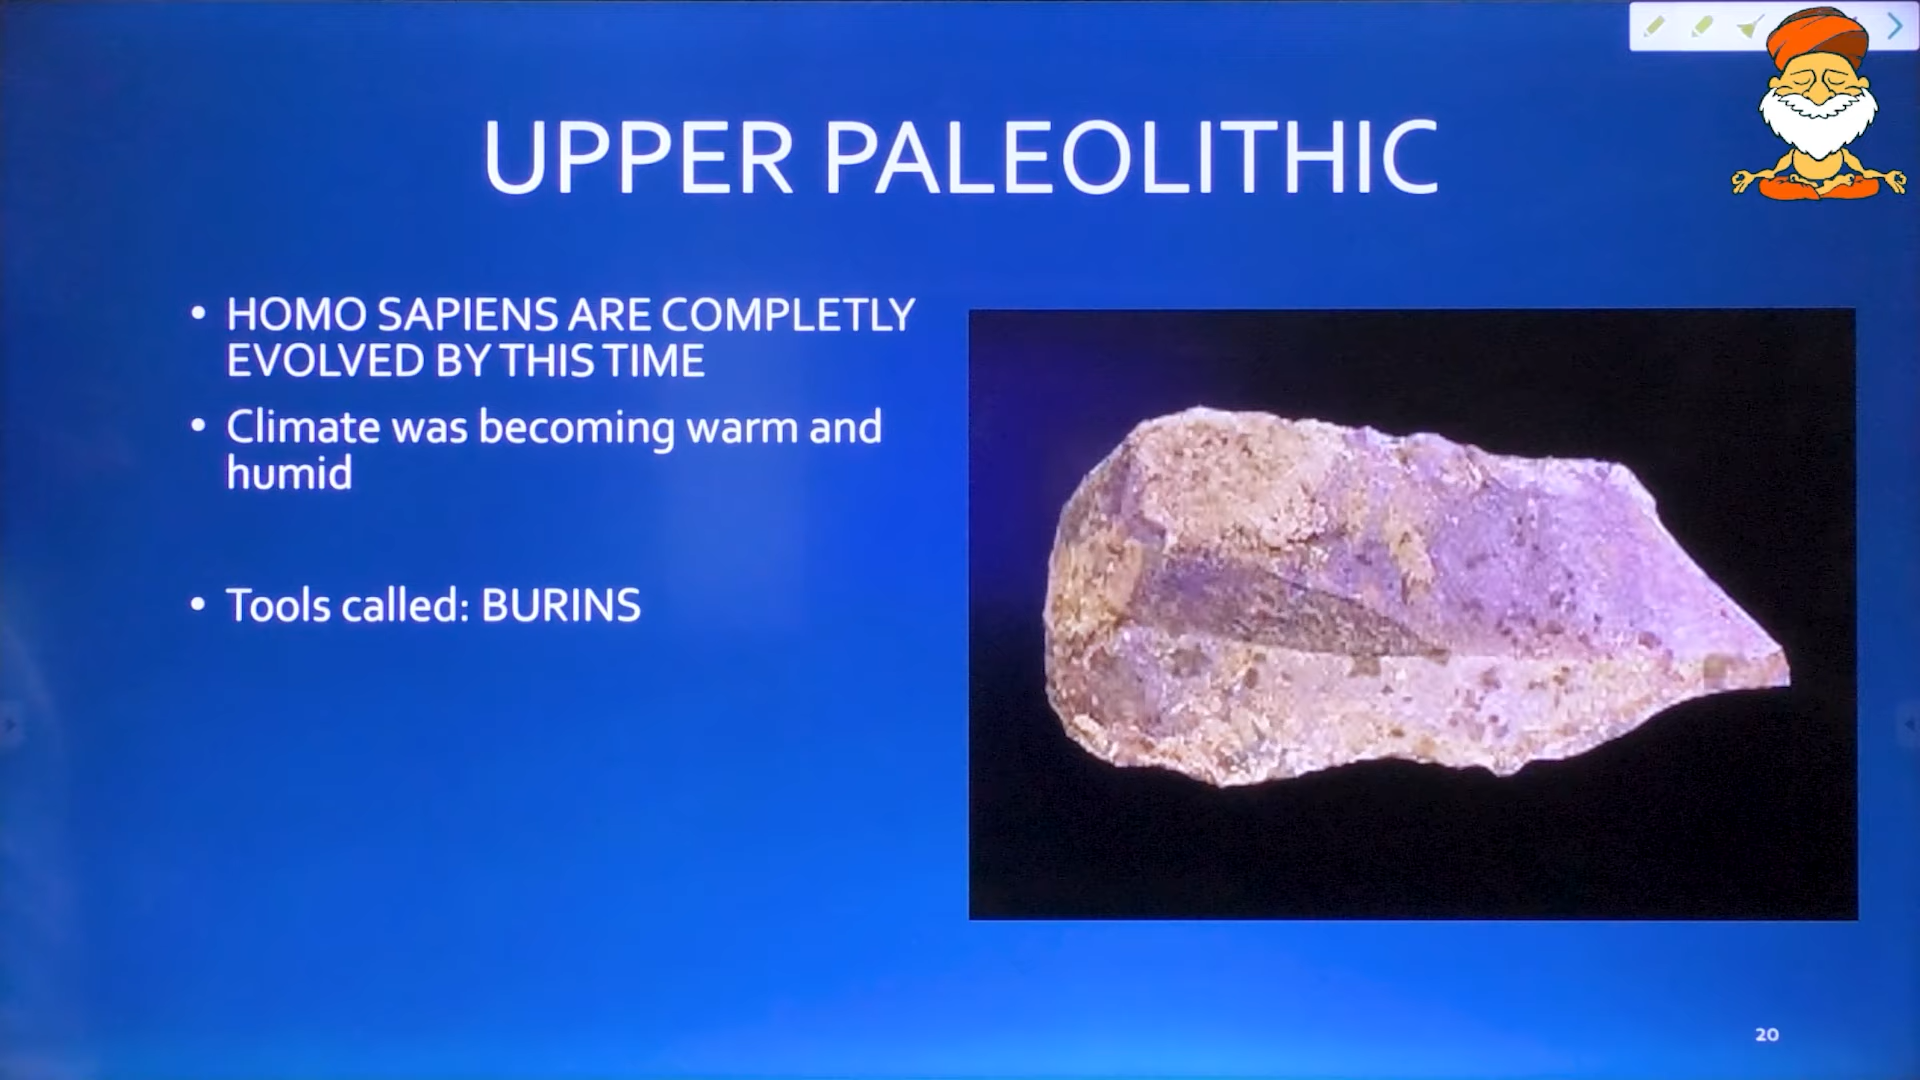 UPPER PALEOLITHIC
• HOMO SAPIENS ARE COMPLETLY
EVOLVED BY THIS TIME
• Climate was becoming warm and
humid
• Tools called: BURINS
20